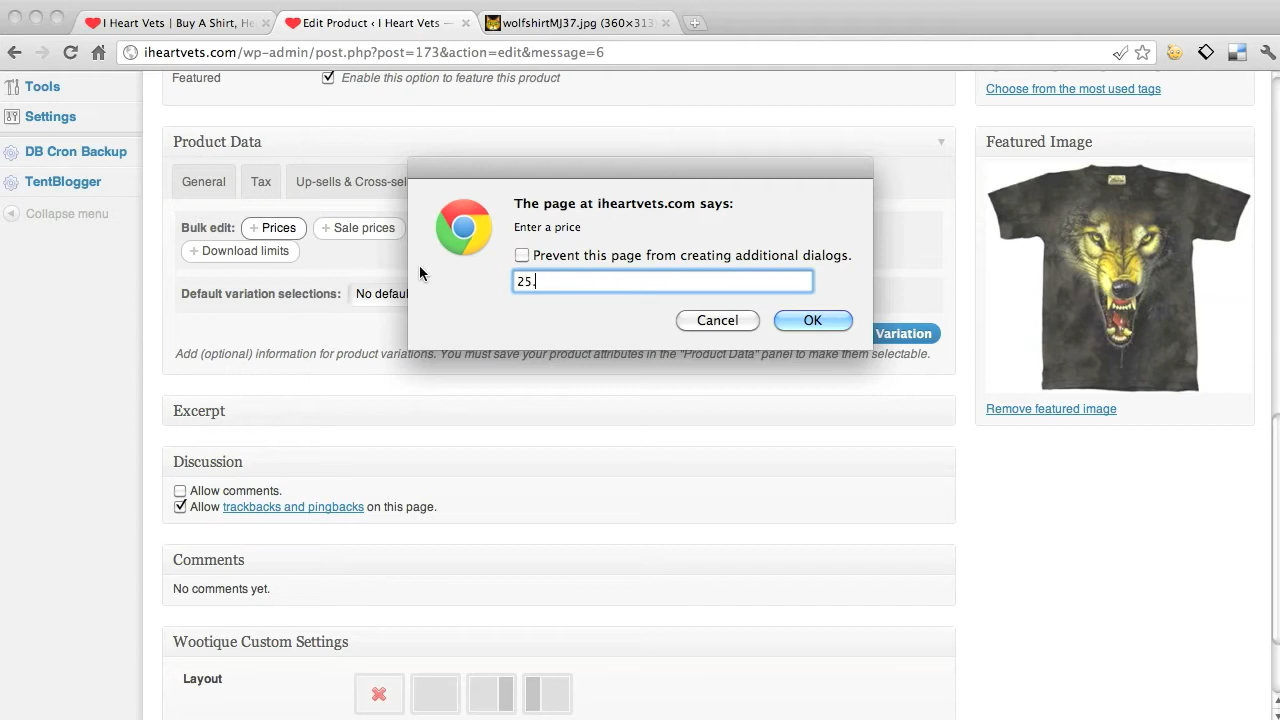 I Heart Vets | Buy A Shirt, He
Edit Product ‹ I Heart Vets —
wolfshirtMJ37.jpg (360×313)
iheartvets.com/wp-admin/post.php?post=173&action=edit&message=6
Tools
Settings
DB Cron Backup
TentBlogger
Collapse menu
Featured
Enable this option to feature this product
Choose from the most used tags
Product Data
General
Tax
Up-sells & Cross-sel
Bulk edit:
+ Prices
+ Sale prices
+ Download limits
Default variation selections:
No defaul
Variation
Add (optional) information for product variations. You must save your product attributes in the "Product Data" panel to make them selectable.
The page at iheartvets.com says:
Enter a price
Prevent this page from creating additional dialogs.
25.
Cancel
OK
Featured Image
Remove featured image
Excerpt
Discussion
Allow comments.
Allow trackbacks and pingbacks on this page.
Comments
No comments yet.
Wootique Custom Settings
Layout